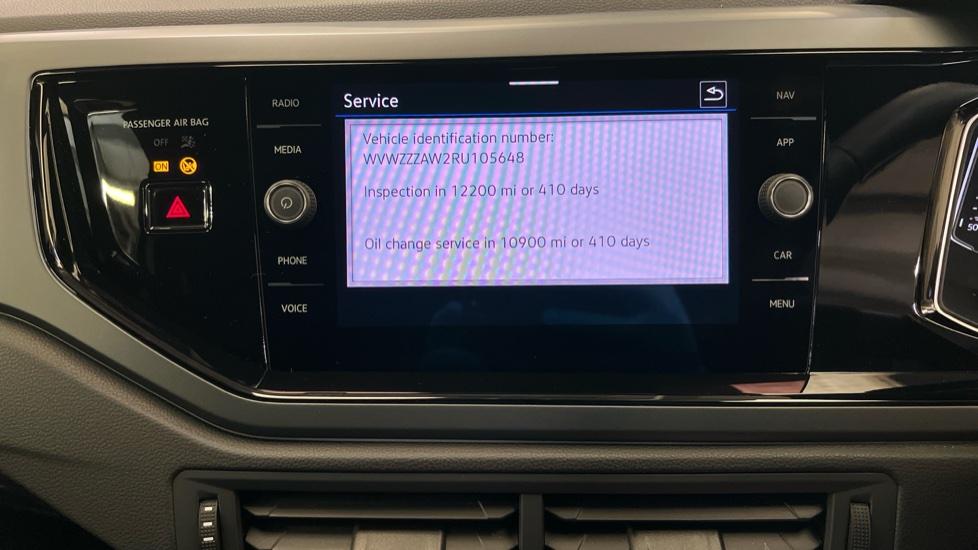 PASSENGER AIR BAG
OFF
ON
RADIO
MEDIA
PHONE
VOICE
Service
Vehicle identification number:
WVWZZZAW2RU105648
Inspection in 12200 mi or 410 days
Oil change service in 10900 mi or 410 days
NAV
APP
CAR
MENU
50